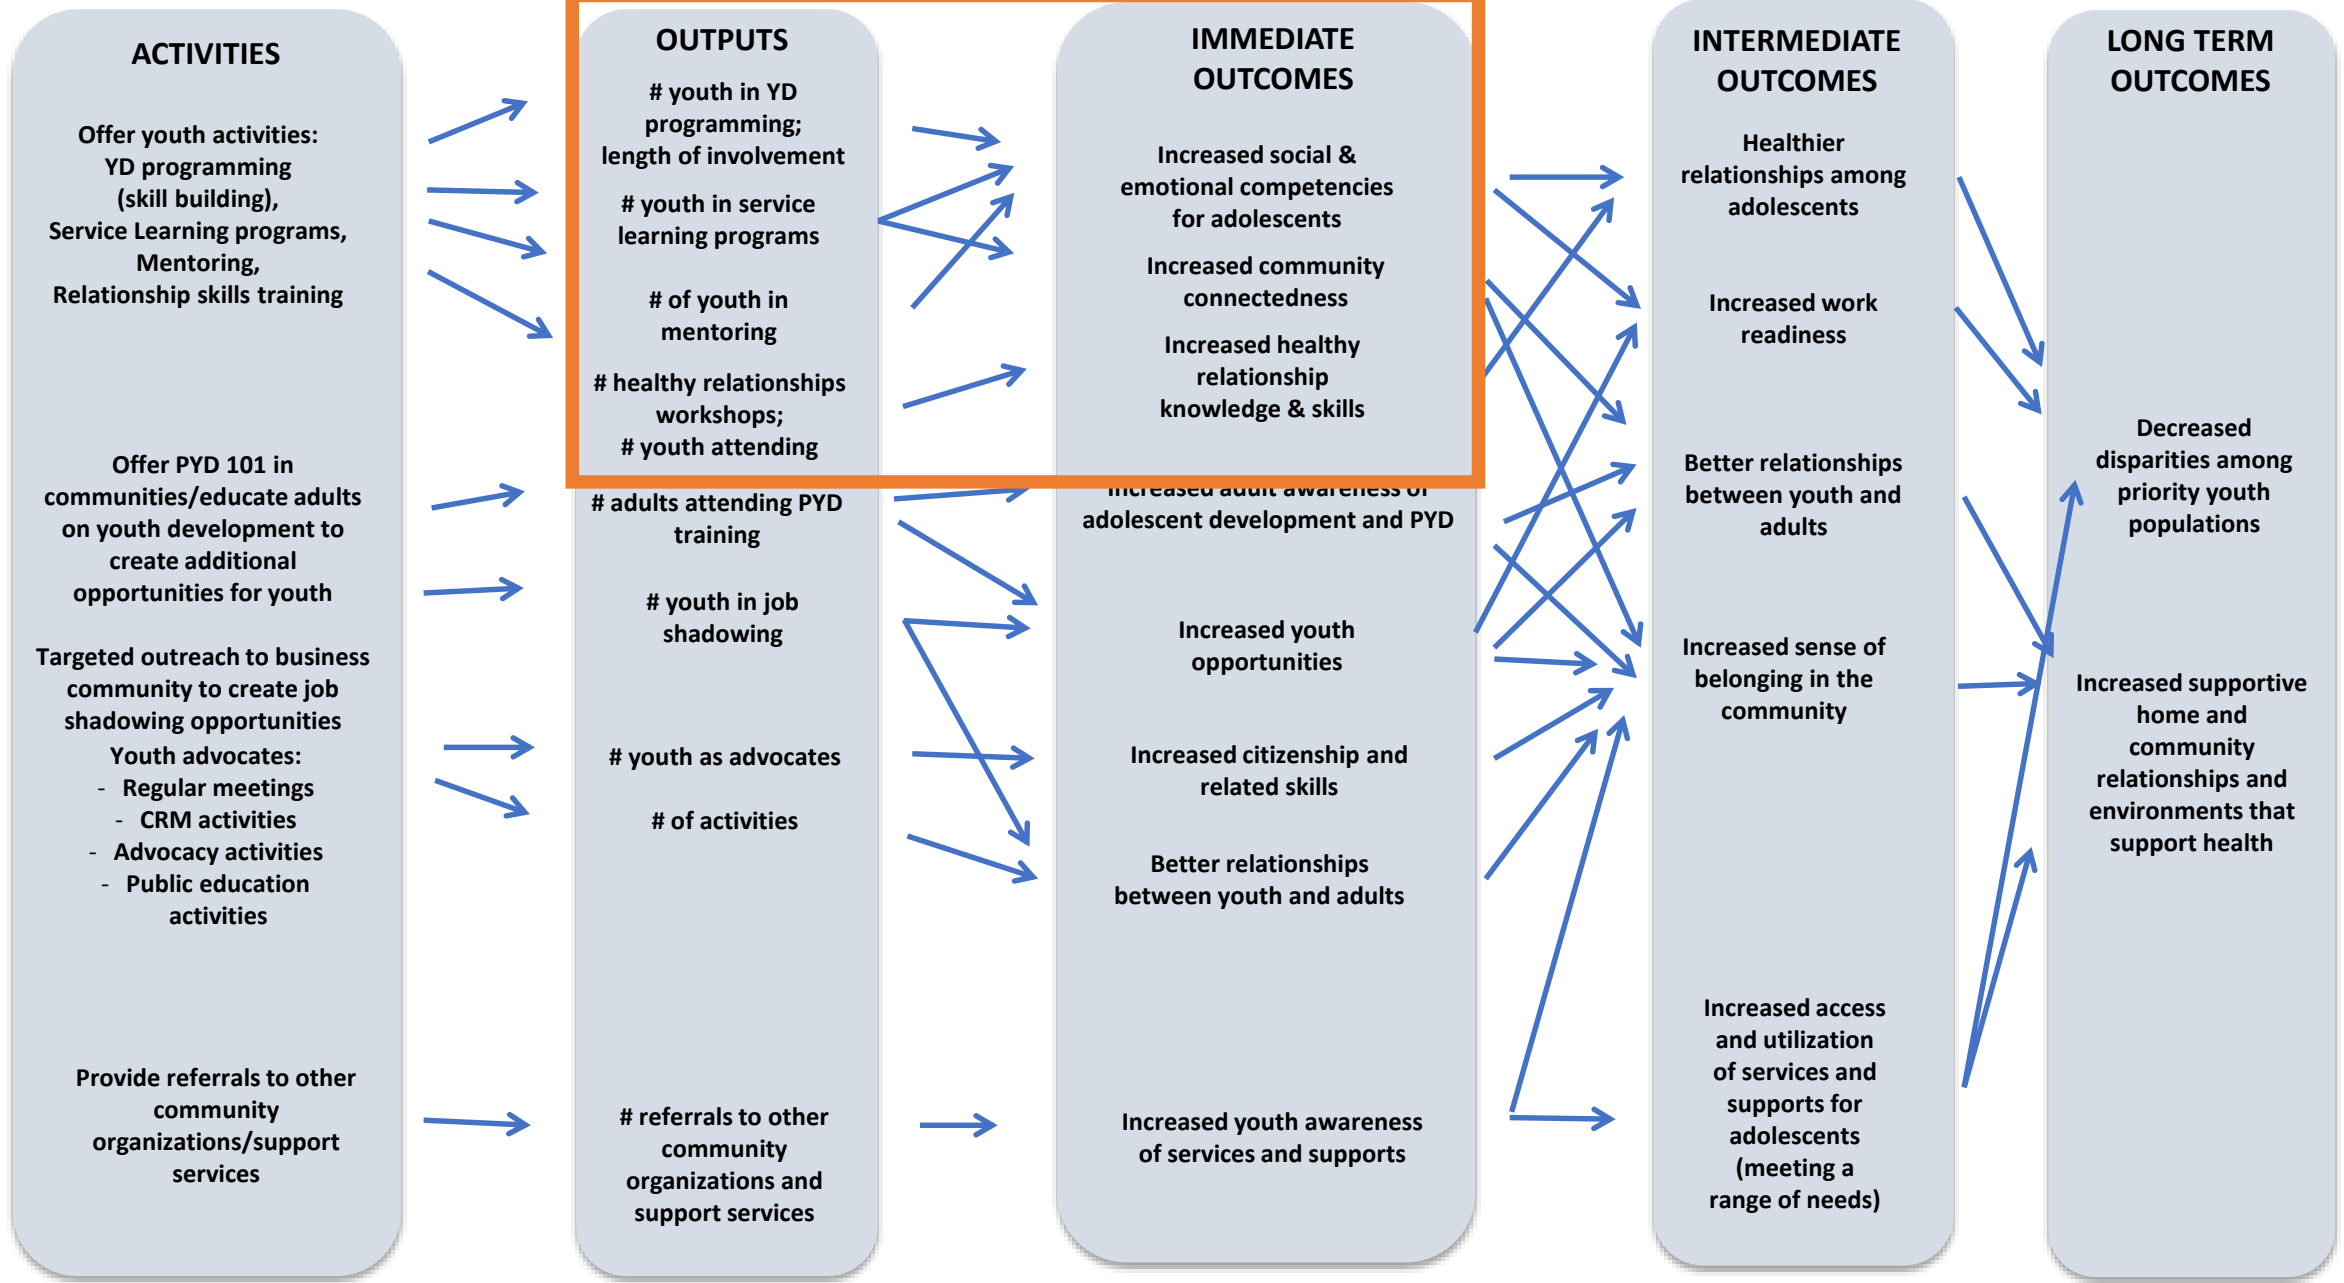 ACTIVITIES
Offer youth activities:
YD programming
(skill building),
Service Learning programs,
Mentoring,
Relationship skills training
Offer PYD 101 in
communities/educate adults
on youth development to
create additional
opportunities for youth
Targeted outreach to business
community to create job
shadowing opportunities
Youth advocates:
- Regular meetings
- CRM activities
- Advocacy activities
- Public education
activities
Provide referrals to other
community
organizations/support
services
OUTPUTS
# youth in YD
programming;
length of involvement
# youth in service
learning programs
# of youth in
mentoring
# healthy relationships
workshops;
# youth attending
# adults attending PYD
training
# youth in job
shadowing
# youth as advocates
# of activities
# referrals to other
community
organizations and
support services
IMMEDIATE
OUTCOMES
Increased social &
emotional competencies
for adolescents
Increased community
connectedness
Increased healthy
relationship
knowledge & skills
Increased adult awareness of
adolescent development and PYD
Increased youth
opportunities
Increased citizenship and
related skills
Better relationships
between youth and adults
Increased youth awareness
of services and supports
INTERMEDIATE
OUTCOMES
Healthier
relationships among
adolescents
Increased work
readiness
Better relationships
between youth and
adults
Increased sense of
belonging in the
community
Increased access
and utilization
of services and
supports for
adolescents
(meeting a
range of needs)
LONG TERM
OUTCOMES
Decreased
disparities among
priority youth
populations
Increased supportive
home and
community
relationships and
environments that
support health